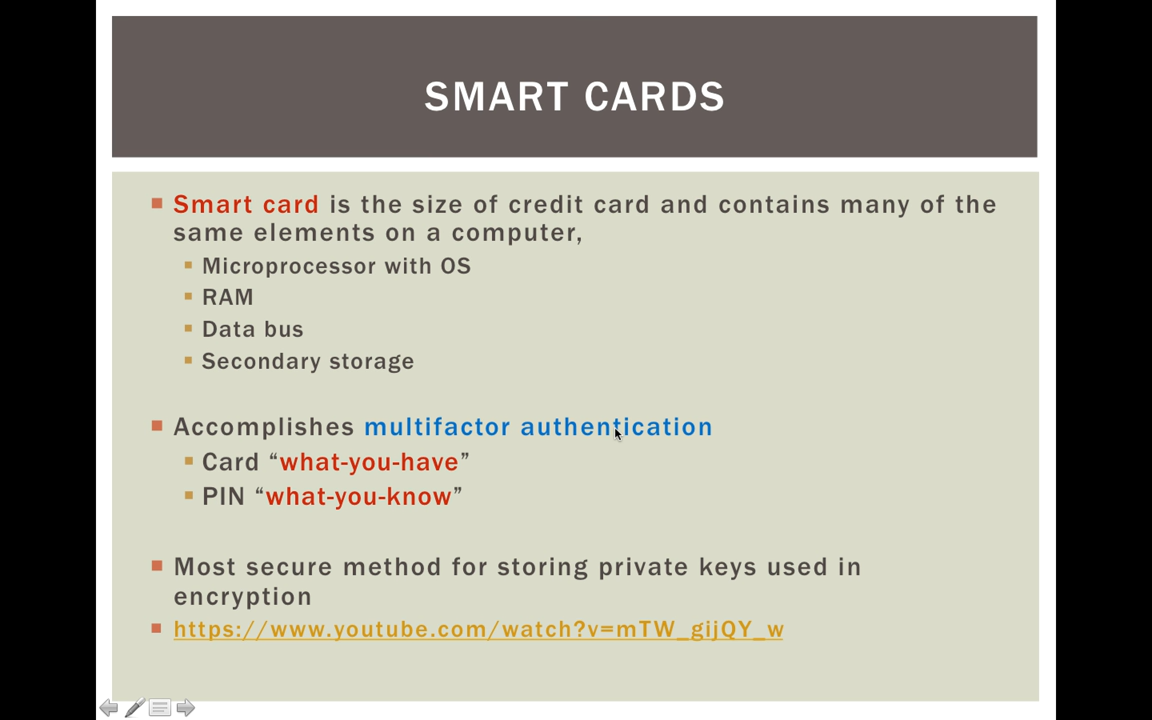 SMART CARDS
Smart card is the size of credit card and contains many of the
same elements on a computer,
Microprocessor with OS
RAM
Data bus
Secondary storage
Accomplishes multifactor authentication
Card “what-you-have”
PIN “what-you-know”
Most secure method for storing private keys used in
encryption
https://www.youtube.com/watch?v=mTW_gijQY_w